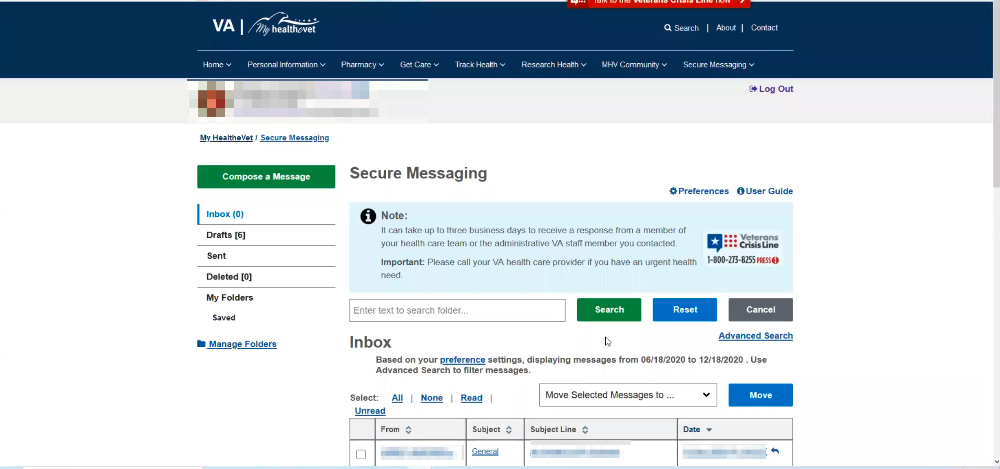 Talk to the Veterans Crisis Line now
VA | My healthevet
Search | About | Contact
Home Personal Information Pharmacy Get Care Track Health Research Health MHV Community Secure Messaging
Log Out
My HealtheVet / Secure Messaging
Compose a Message
Secure Messaging
Preferences User Guide
Inbox (0)
Drafts [6]
Sent
Deleted [0]
My Folders
Saved
Manage Folders
Note:
It can take up to three business days to receive a response from a member of
your health care team or the administrative VA staff member you contacted.
Important: Please call your VA health care provider if you have an urgent health
need.
Veterans
Crisis Line
1-800-273-8255 PRESS 1
Enter text to search folder... Search Reset Cancel
Advanced Search
Inbox
Based on your preference settings, displaying messages from 06/18/2020 to 12/18/2020 . Use
Advanced Search to filter messages.
Select: All | None | Read |
Unread
Move Selected Messages to ... Move
From Subject Subject Line Date
General